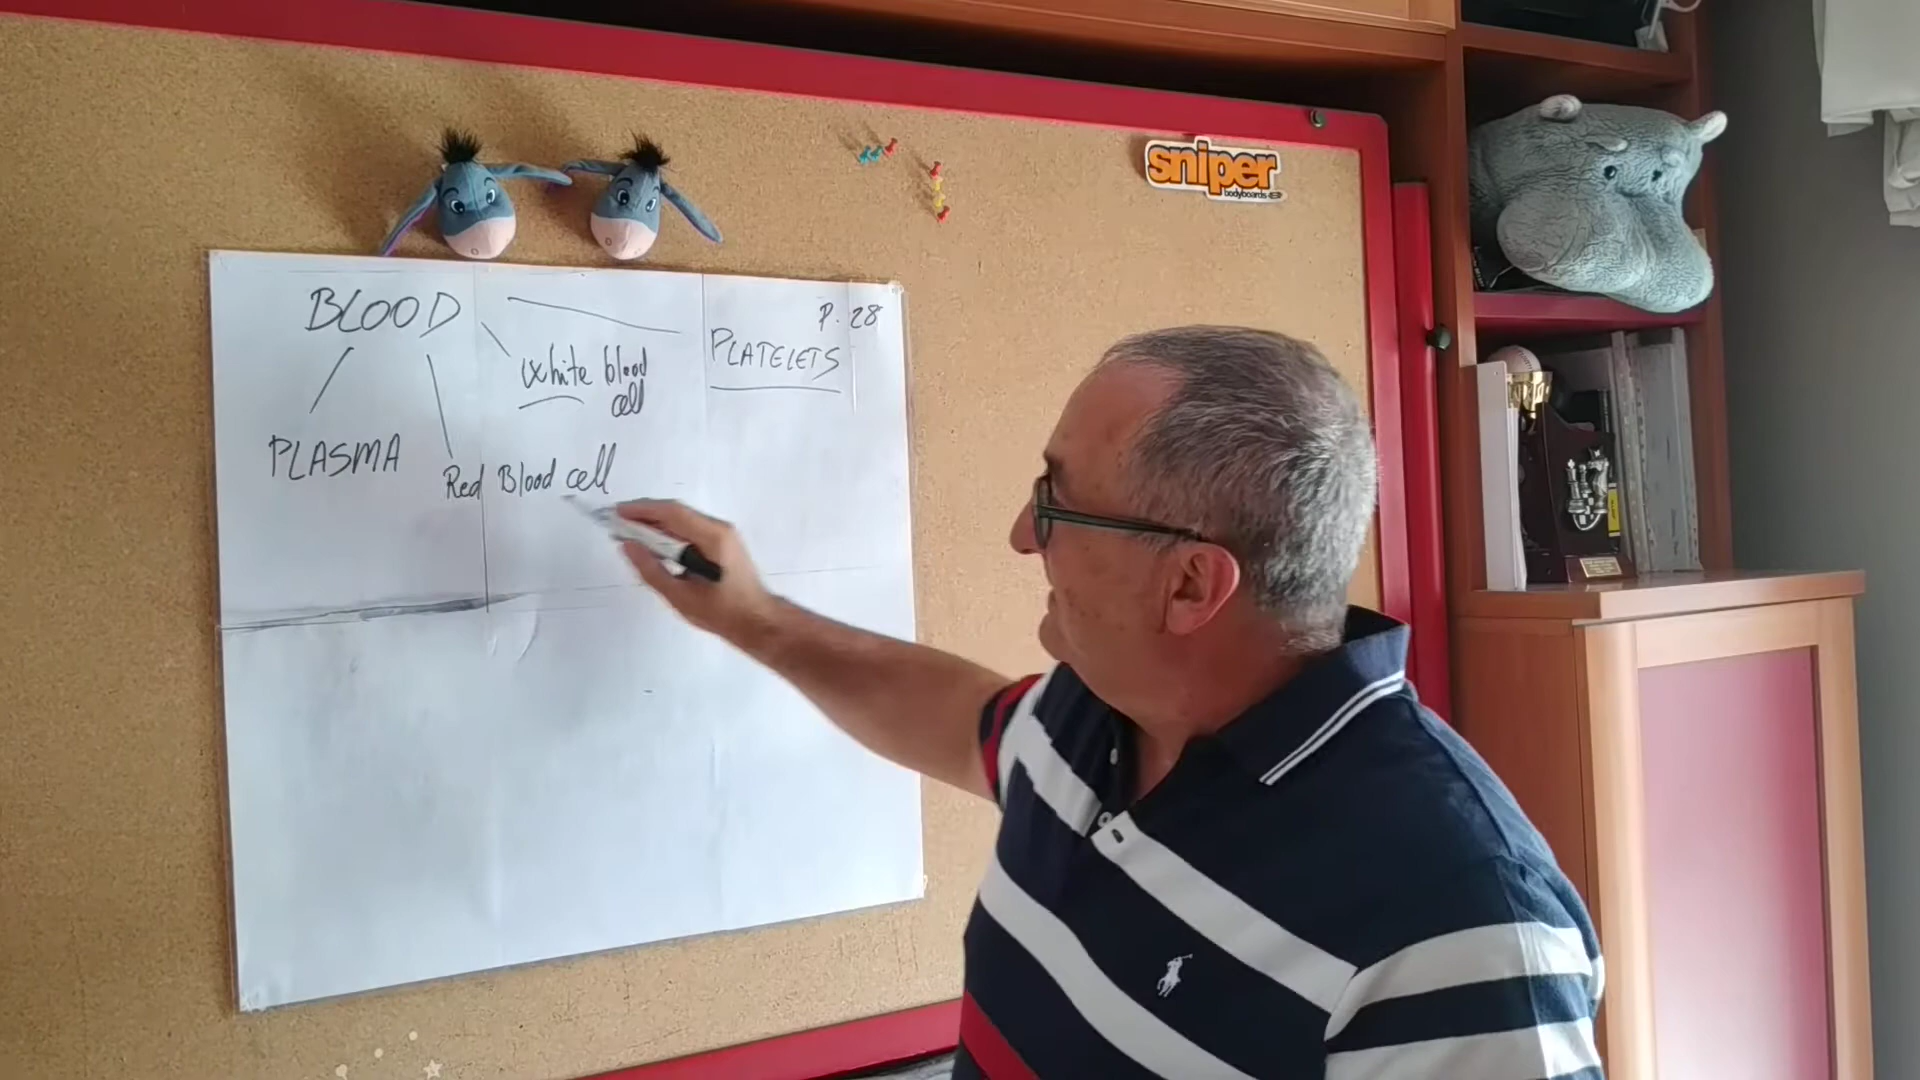 BLOOD
P. 28
PLATELETS
White blood
cell
PLASMA
Red Blood cell
sniper
bodyboards